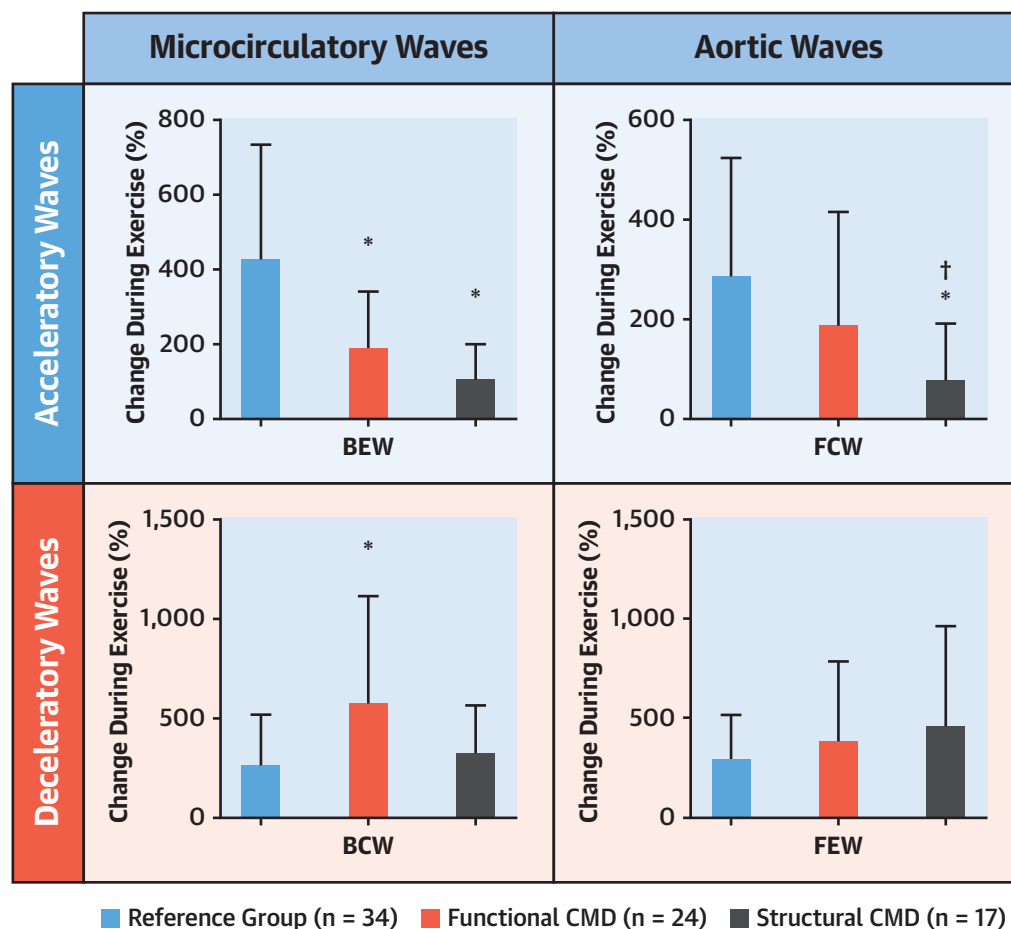 Microcirculatory Waves
Aortic Waves
Acceleratory Waves
Change During Exercise (%)
800
600
400
200
0
*
*
BEW
Change During Exercise (%)
600
400
200
0
†
*
FCW
Deceleratory Waves
Change During Exercise (%)
1,500
1,000
500
0
*
BCW
Change During Exercise (%)
1,500
1,000
500
0
FEW
Reference Group (n = 34) Functional CMD (n = 24) Structural CMD (n = 17)